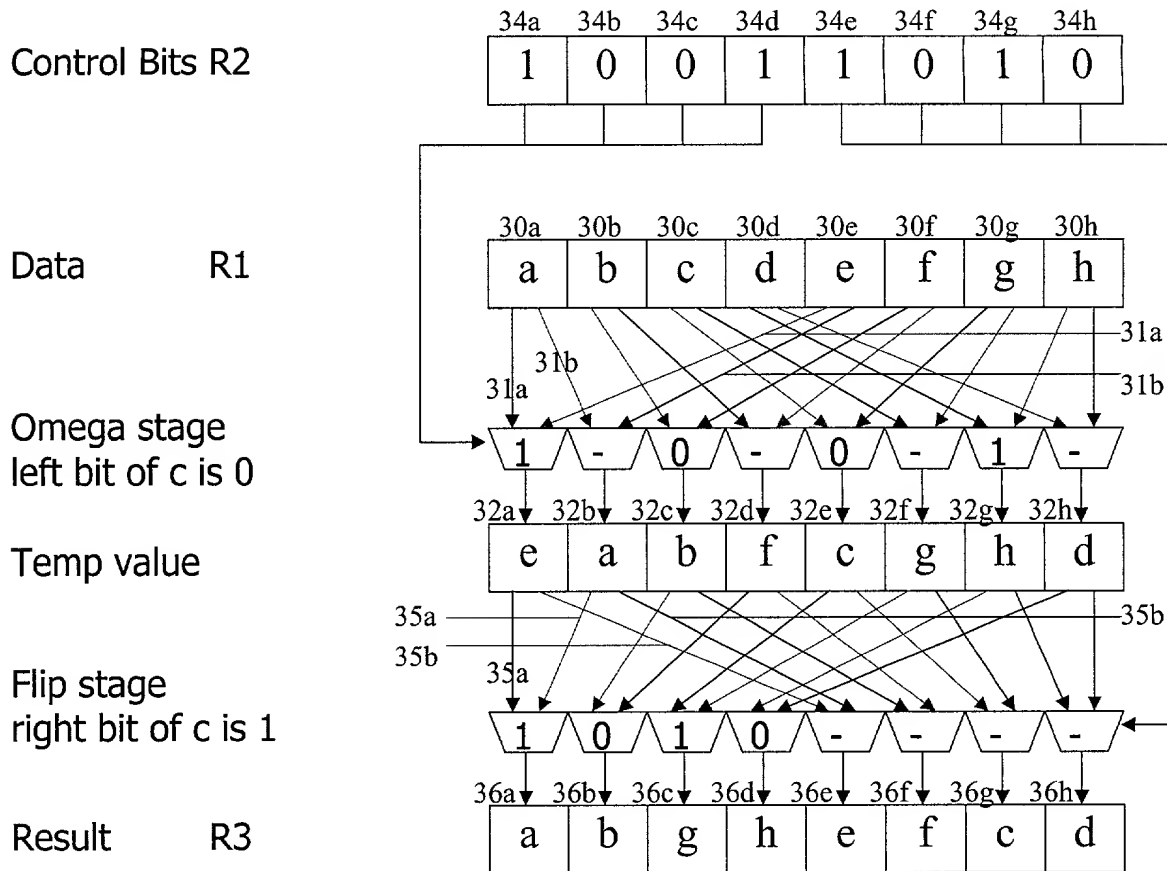 34a 34b 34c 34d 34e 34f 34g 34h
Control Bits R2 1 0 0 1 1 0 1 0
30a 30b 30c 30d 30e 30f 30g 30h
Data R1 a b c d e f g h
31a
31b
31b
31a
Omega stage
left bit of c is 0
1 - 0 - 0 - 1 -
32a 32b 32c 32d 32e 32f 32g 32h
Temp value e a b f c g h d
35a 35b
35b
35a
Flip stage
right bit of c is 1
1 0 1 0 - - - -
36a 36b 36c 36d 36e 36f 36g 36h
Result R3 a b g h e f c d